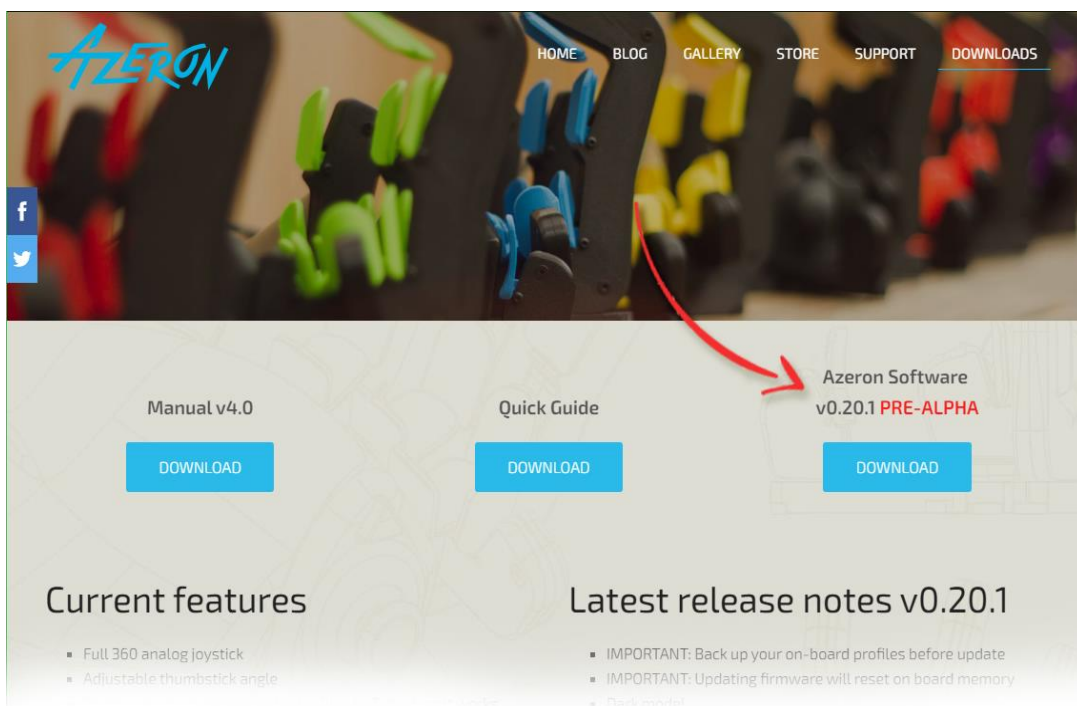 AZERON
HOME BLOG GALLERY STORE SUPPORT DOWNLOADS
f
Manual v4.0
DOWNLOAD
Quick Guide
DOWNLOAD
Azeron Software
v0.20.1 PRE-ALPHA
DOWNLOAD
Current features
Full 360 analog joystick
Adjustable thumbstick angle
Latest release notes v0.20.1
IMPORTANT: Back up your on-board profiles before update
IMPORTANT: Updating firmware will reset on board memory
Dark mode!